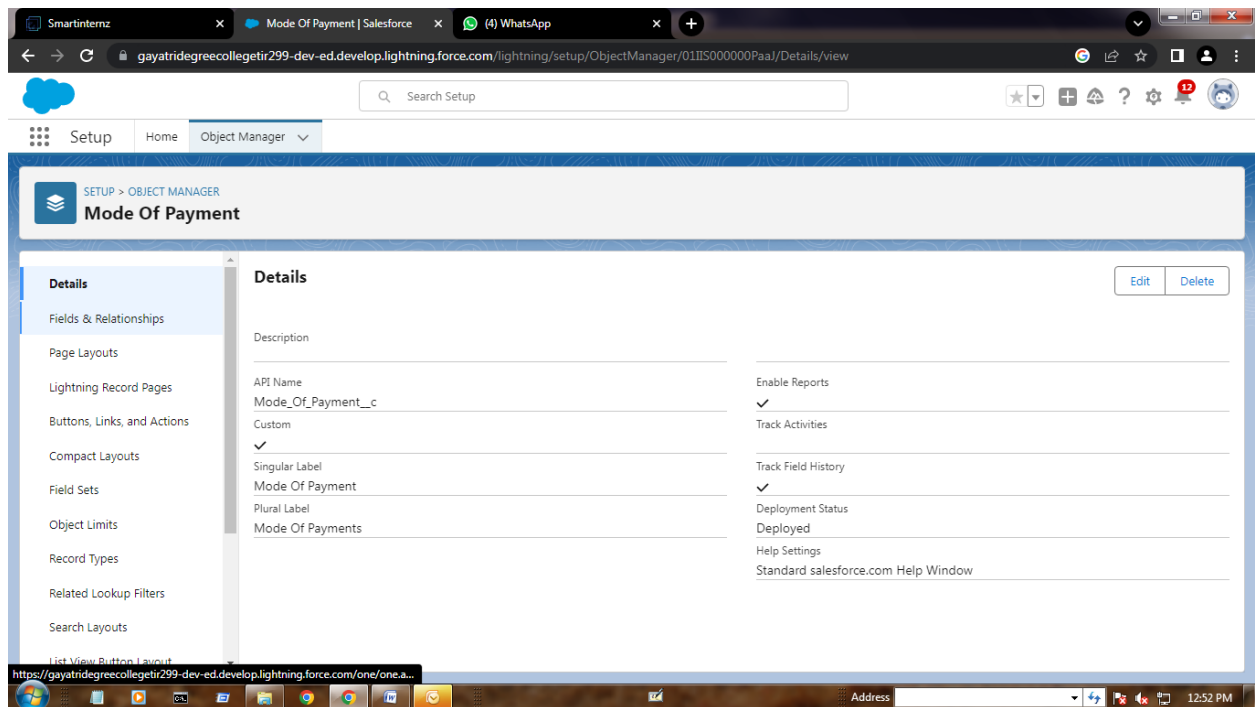 Smartinternz
Mode Of Payment | Salesforce
(4) WhatsApp
gayatridegreecollegetir299-dev-ed.develop.lightning.force.com/lightning/setup/ObjectManager/01IIS000000PaaJ/Details/view
Search Setup
12
Setup
Home
Object Manager
SETUP > OBJECT MANAGER
Mode Of Payment
Details
Fields & Relationships
Page Layouts
Lightning Record Pages
Buttons, Links, and Actions
Compact Layouts
Field Sets
Object Limits
Record Types
Related Lookup Filters
Search Layouts
List View Button Layout
Details
Edit
Delete
Description
API Name
Mode_Of_Payment__c
Custom
Singular Label
Mode Of Payment
Plural Label
Mode Of Payments
Enable Reports
Track Activities
Track Field History
Deployment Status
Deployed
Help Settings
Standard salesforce.com Help Window
https://gayatridegreecollegetir299-dev-ed.develop.lightning.force.com/one/one.a...
Address
12:52 PM